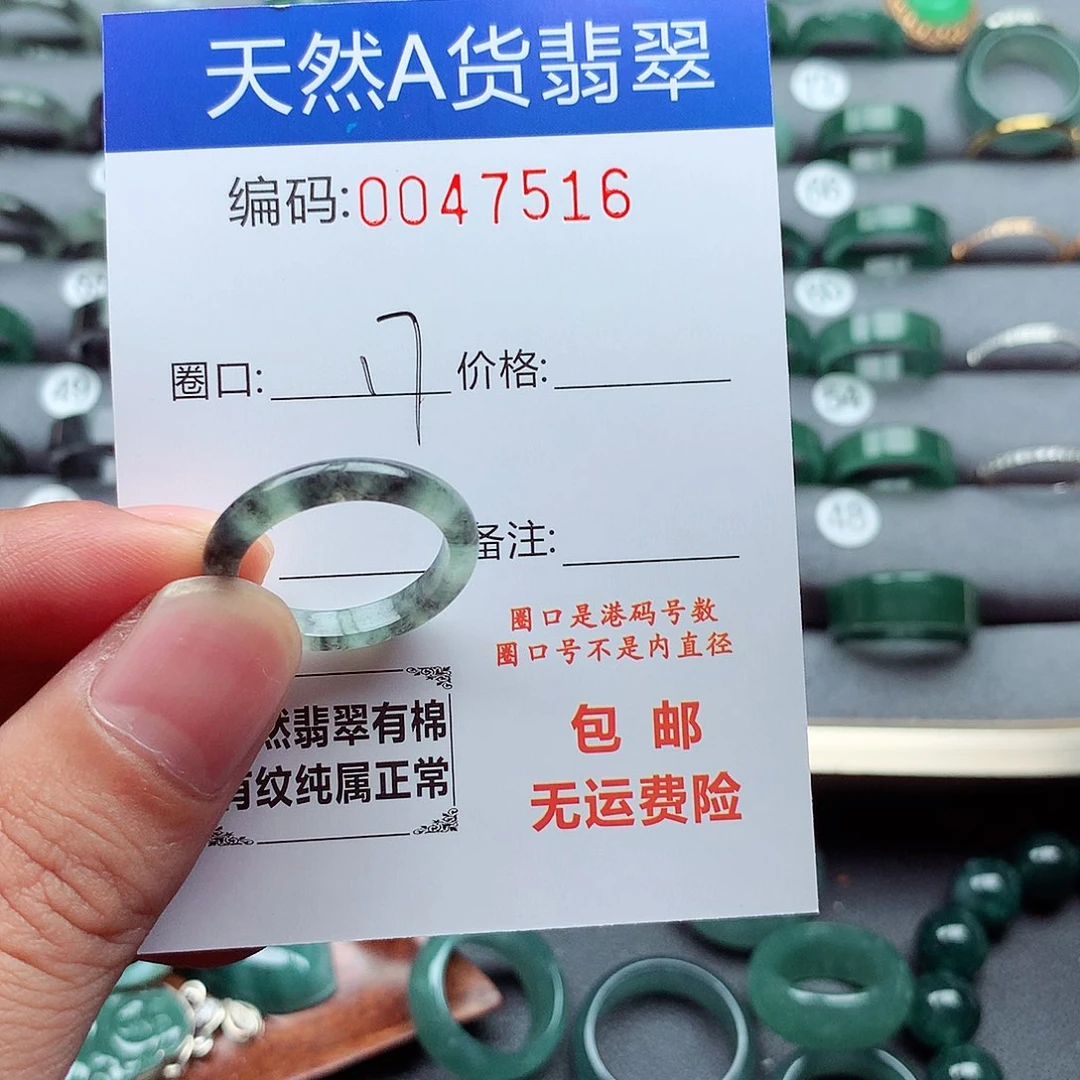 天然A货翡翠
编码:0047516
圈口: 17 价格:
备注:
圈口是港码号数
圈口号不是内直径
然翡翠有棉
有纹纯属正常
包邮
无运费险
49
48